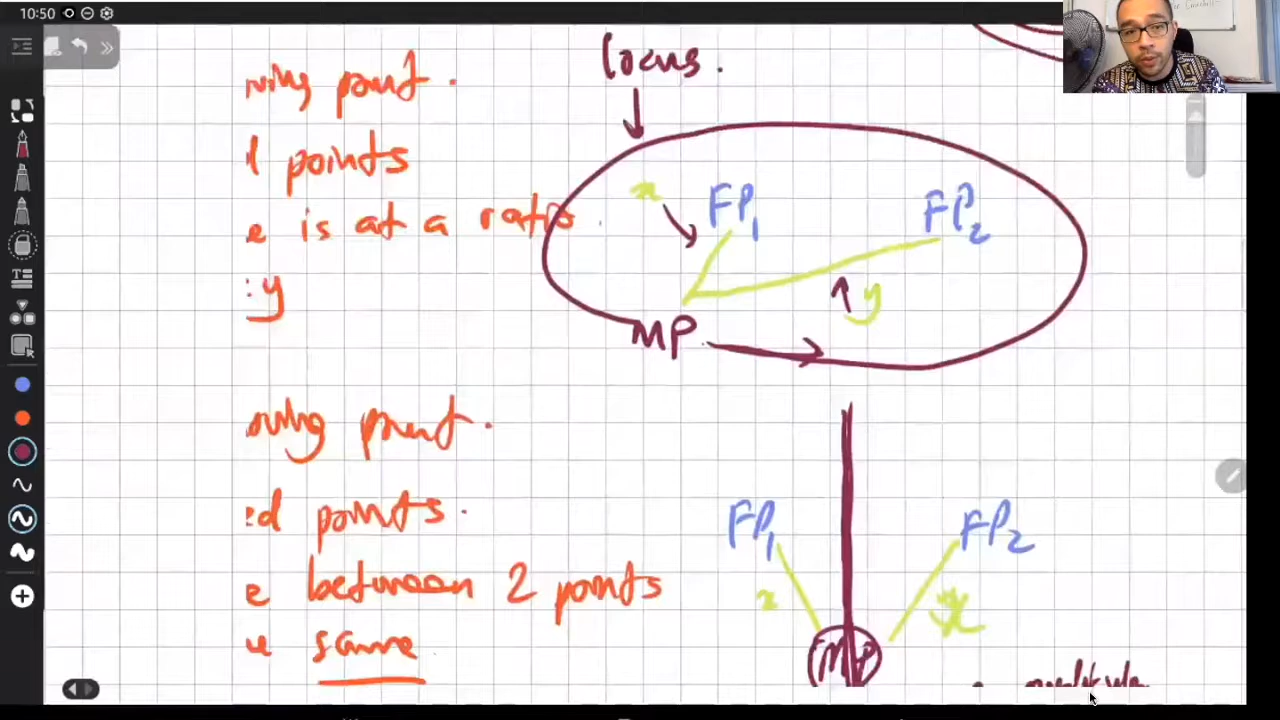 10:50
locus.
ving point.
l points
e is at a ratio
: y
x
FP1
FP2
y
MP
oving point.
ed points.
e between 2 points
e same
FP1
FP2
x
x
MP